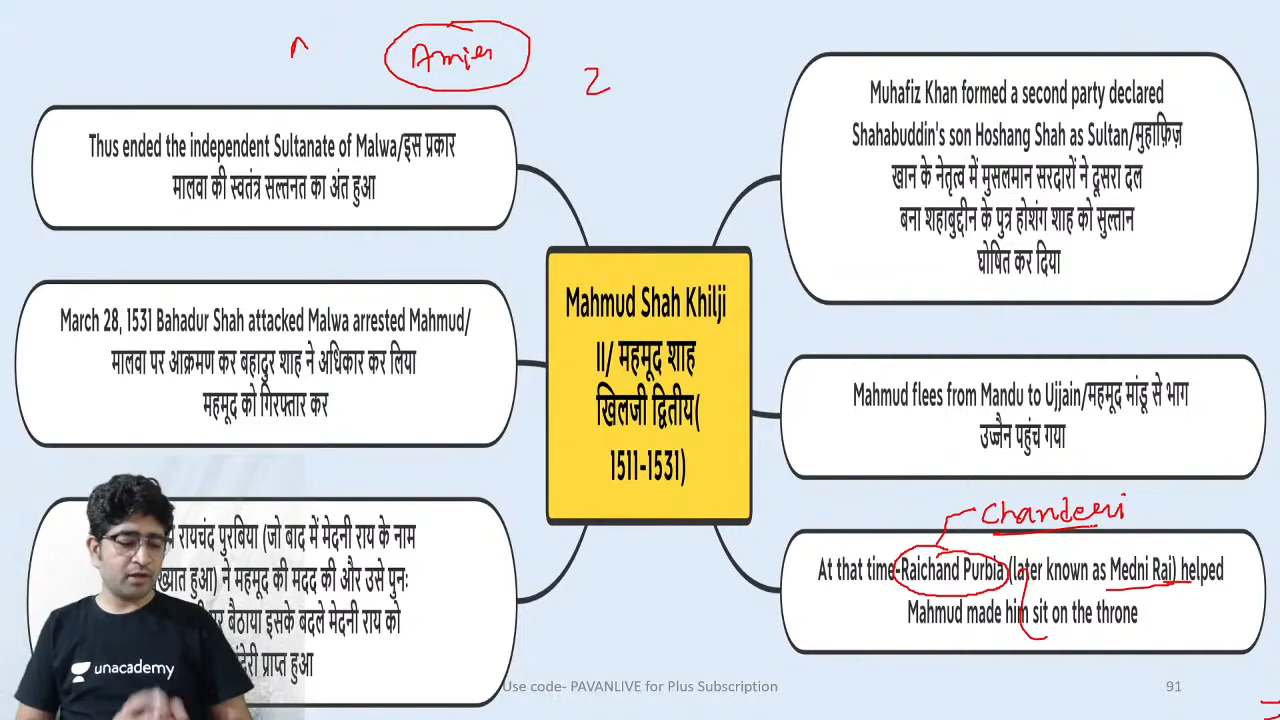 Amier
2
Thus ended the independent Sultanate of Malwa/इस प्रकार
मालवा की स्वतंत्र सल्तनत का अंत हुआ
March 28, 1531 Bahadur Shah attacked Malwa arrested Mahmud/
मालवा पर आक्रमण कर बहादुर शाह ने अधिकार कर लिया
महमूद को गिरफ्तार कर
रायचंद पुरबिया (जो बाद में मेदनी राय के नाम
हुआ) ने महमूद की मदद की और उसे पुनः
बैठाया इसके बदले मेदनी राय को
प्राप्त हुआ
unacademy
Mahmud Shah Khilji
II/ महमूद शाह
खिलजी द्वितीय(
1511-1531)
Muhafiz Khan formed a second party declared
Shahabuddin's son Hoshang Shah as Sultan/मुहाफ़िज़
खान के नेतृत्व में मुसलमान सरदारों ने दूसरा दल
बना शहाबुद्दीन के पुत्र होशंग शाह को सुल्तान
घोषित कर दिया
Mahmud flees from Mandu to Ujjain/महमूद मांडू से भाग
उज्जैन पहुंच गया
Chanderi
At that time-Raichand Purbia (later known as Medni Rai) helped
Mahmud made him sit on the throne
Use code- PAVANLIVE for Plus Subscription
91